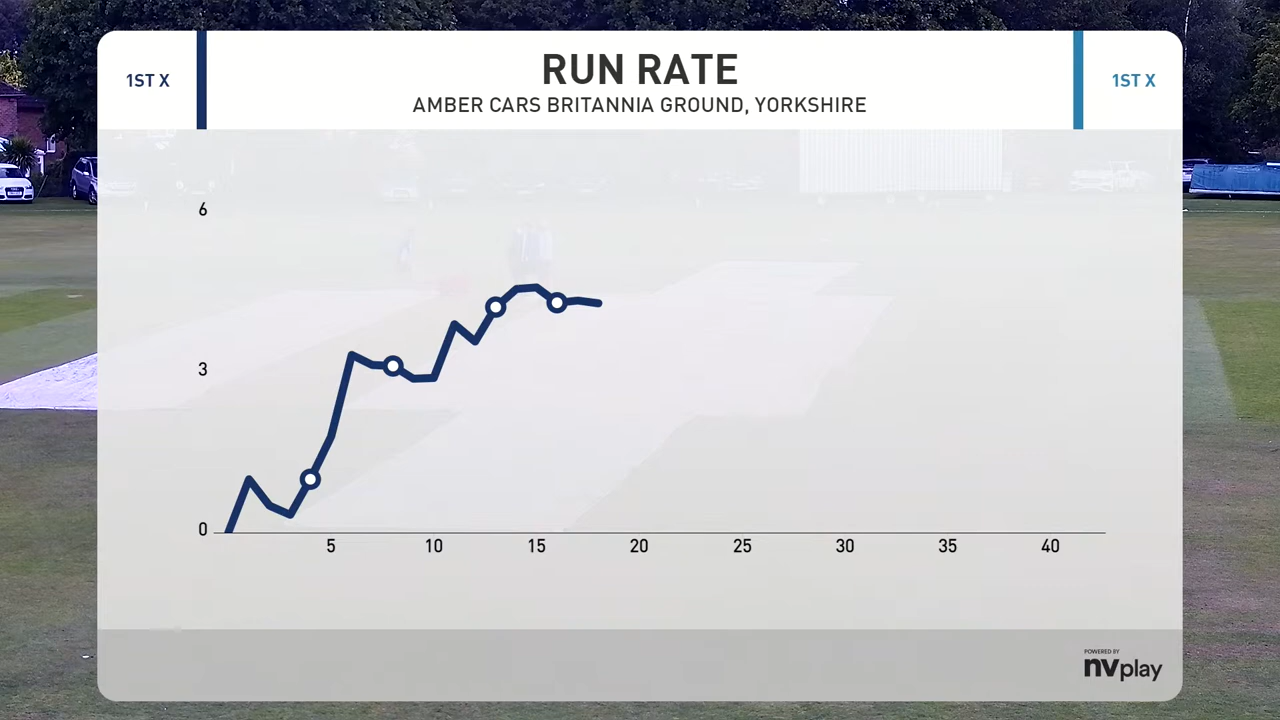 1ST X
RUN RATE
AMBER CARS BRITANNIA GROUND, YORKSHIRE
1ST X
6
3
0
5 10 15 20 25 30 35 40
POWERED BY
nvplay